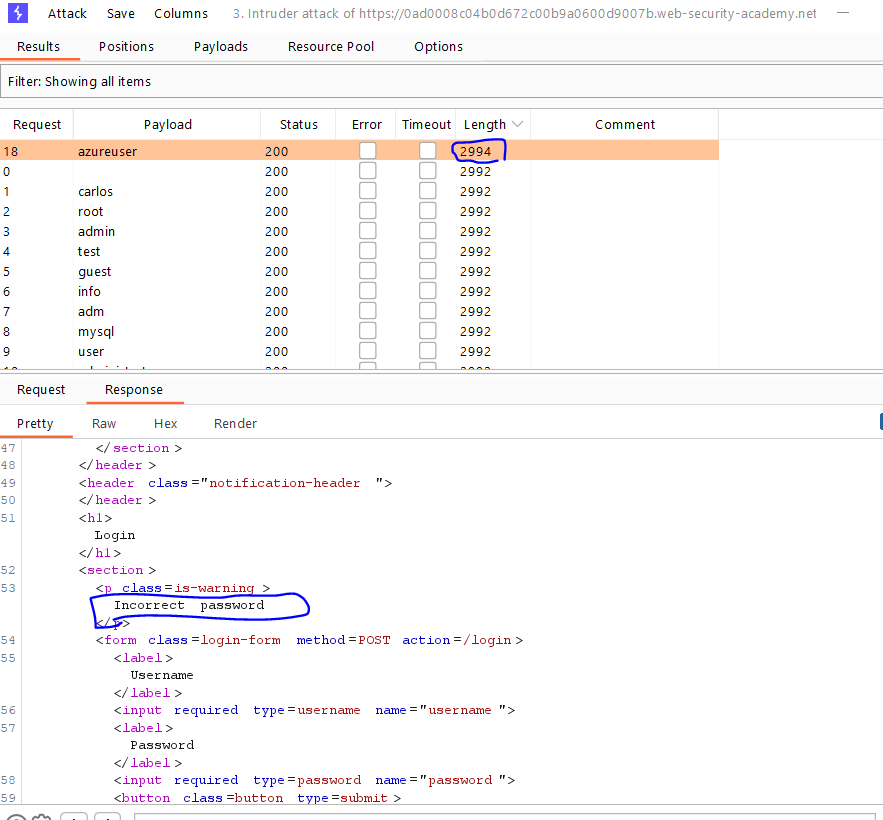 Attack Save Columns 3. Intruder attack of https://0ad0008c04b0d672c00b9a0600d9007b.web-security-academy.net
Results Positions Payloads Resource Pool Options
Filter: Showing all items
Request Payload Status Error Timeout Length Comment
18 azureuser 200 2994
0 200 2992
1 carlos 200 2992
2 root 200 2992
3 admin 200 2992
4 test 200 2992
5 guest 200 2992
6 info 200 2992
7 adm 200 2992
8 mysql 200 2992
9 user 200 2992
Request Response
Pretty Raw Hex Render
47 </section >
48 </header >
49 <header class="notification-header ">
50 </header >
51 <h1>
Login
</h1>
52 <section >
53 <p class=is-warning >
Incorrect password
</p>
54 <form class=login-form method=POST action=/login >
55 <label >
Username
</label >
56 <input required type=username name="username ">
57 <label >
Password
</label >
58 <input required type=password name="password ">
59 <button class=button type=submit >